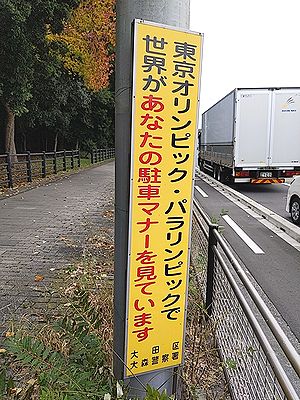 東京オリンピック・パラリンピックで
世界があなたの駐車マナーを見ています
大田区
大森警察署